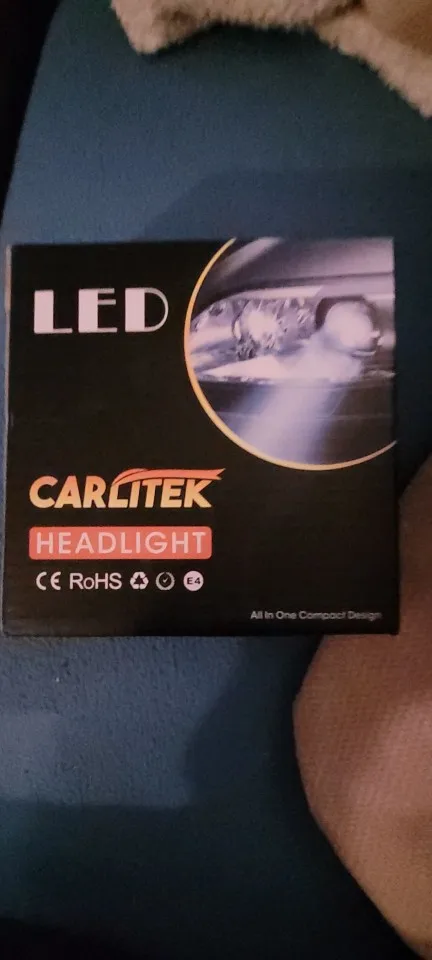 LED
CARLITEK
HEADLIGHT
CE RoHS E4
All In One Compact Design